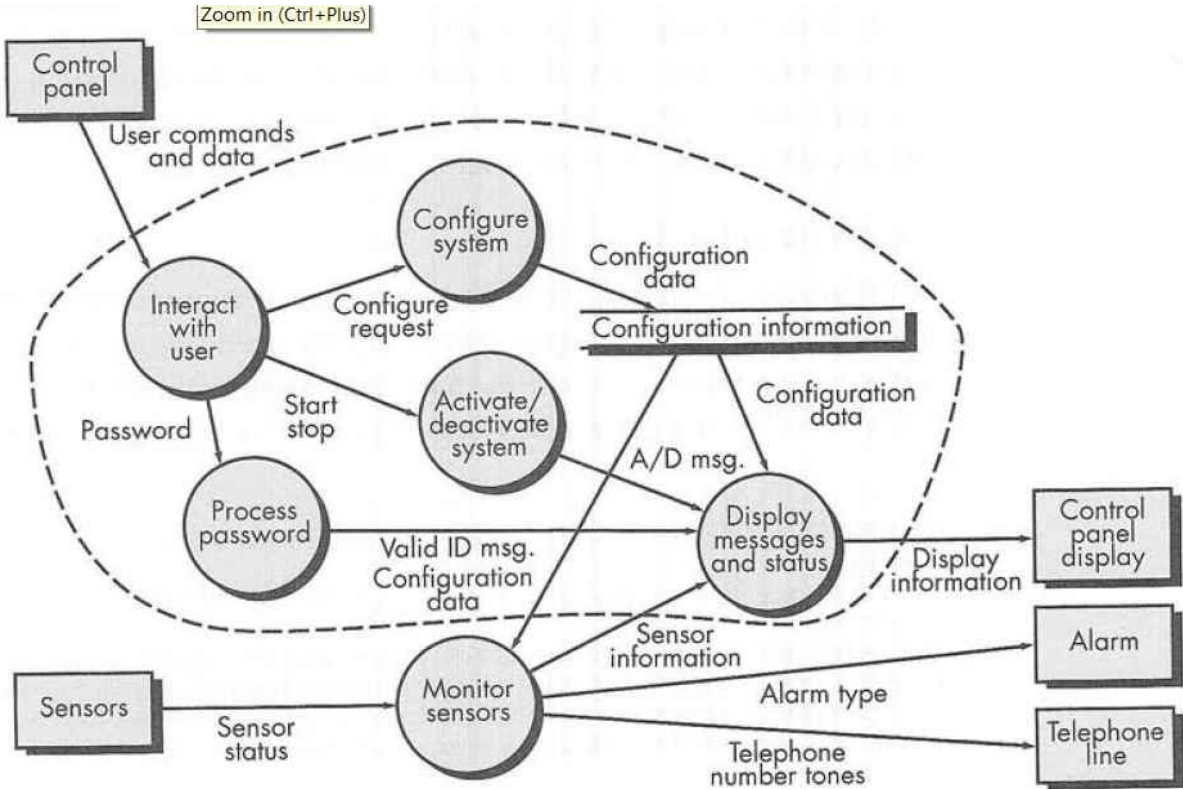 Zoom in (Ctrl+Plus)
Control
panel
User commands
and data
Configure
system
Configuration
data
Interact
with
user
Configure
request
Configuration information
Start
stop
Activate/
deactivate
system
Configuration
data
Password
A/D msg.
Process
password
Valid ID msg.
Display
messages
and status
Control
panel
display
Display
information
Configuration
data
Sensor
information
Alarm
Sensors
Sensor
status
Monitor
sensors
Alarm type
Telephone
line
Telephone
number tones